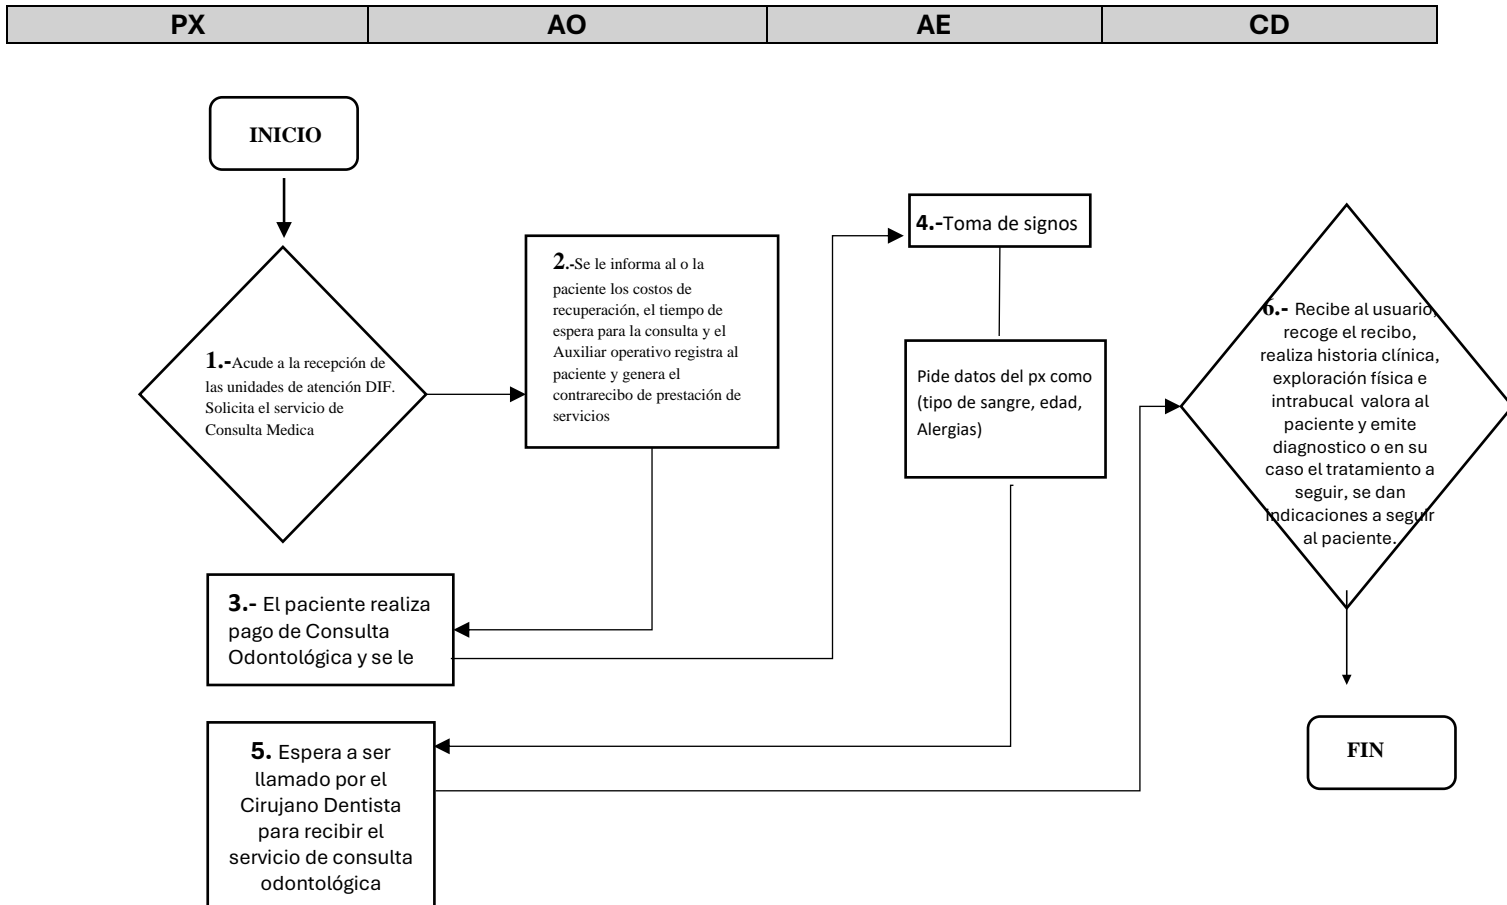 PX AO AE CD
INICIO
1.-Acude a la recepción de
las unidades de atención DIF.
Solicita el servicio de
Consulta Medica
2.-Se le informa al o la
paciente los costos de
recuperación, el tiempo de
espera para la consulta y el
Auxiliar operativo registra al
paciente y genera el
contrarecibo de prestación de
servicios
3.- El paciente realiza
pago de Consulta
Odontológica y se le
4.-Toma de signos
Pide datos del px como
(tipo de sangre, edad,
Alergias)
5. Espera a ser
llamado por el
Cirujano Dentista
para recibir el
servicio de consulta
odontológica
6.- Recibe al usuario,
recoge el recibo,
realiza historia clínica,
exploración física e
intrabucal valora al
paciente y emite
diagnostico o en su
caso el tratamiento a
seguir, se dan
indicaciones a seguir
al paciente.
FIN